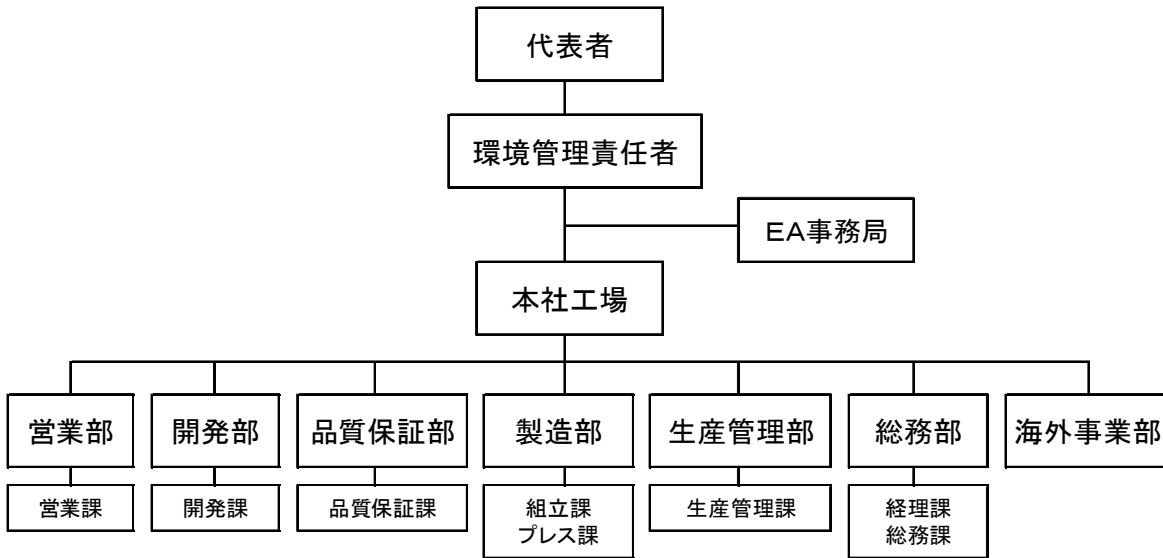 代表者
環境管理責任者
EA事務局
本社工場
営業部
開発部
品質保証部
製造部
生産管理部
総務部
海外事業部
営業課
開発課
品質保証課
組立課
プレス課
生産管理課
経理課
総務課